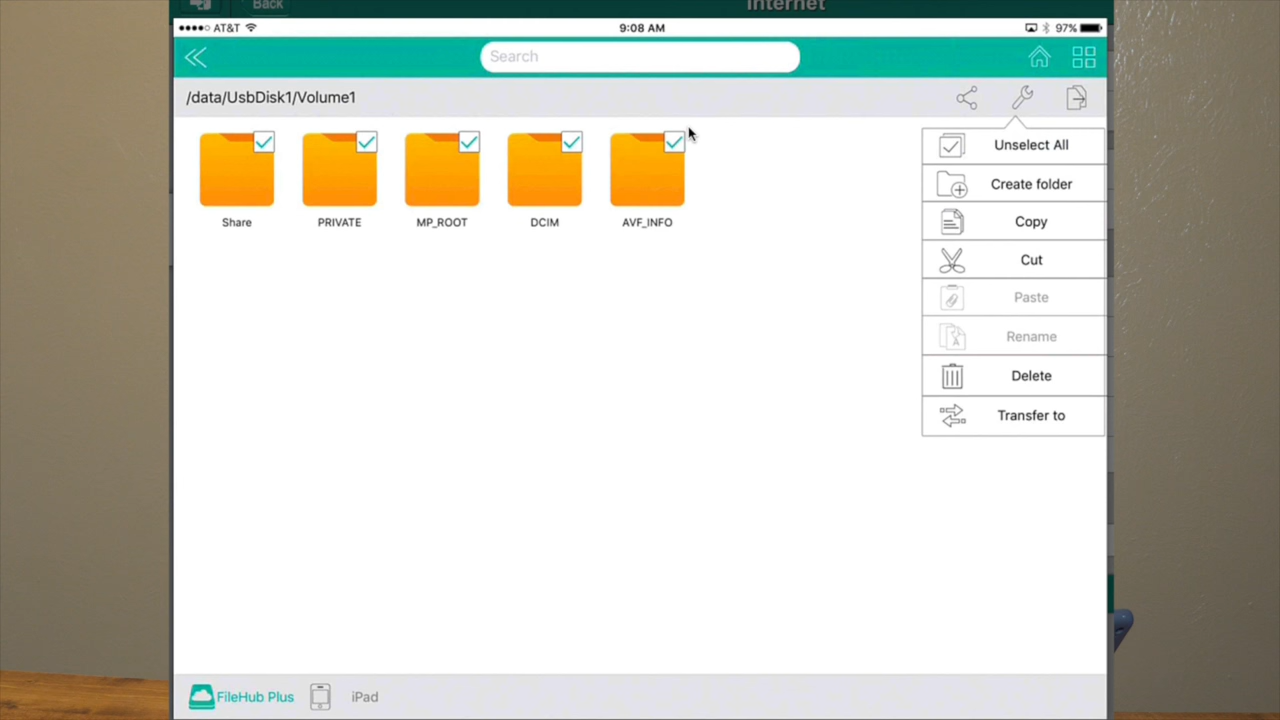 Back
Internet
AT&T
9:08 AM
97%
Search
/data/UsbDisk1/Volume1
Share
PRIVATE
MP_ROOT
DCIM
AVF_INFO
Unselect All
Create folder
Copy
Cut
Paste
Rename
Delete
Transfer to
FileHub Plus
iPad